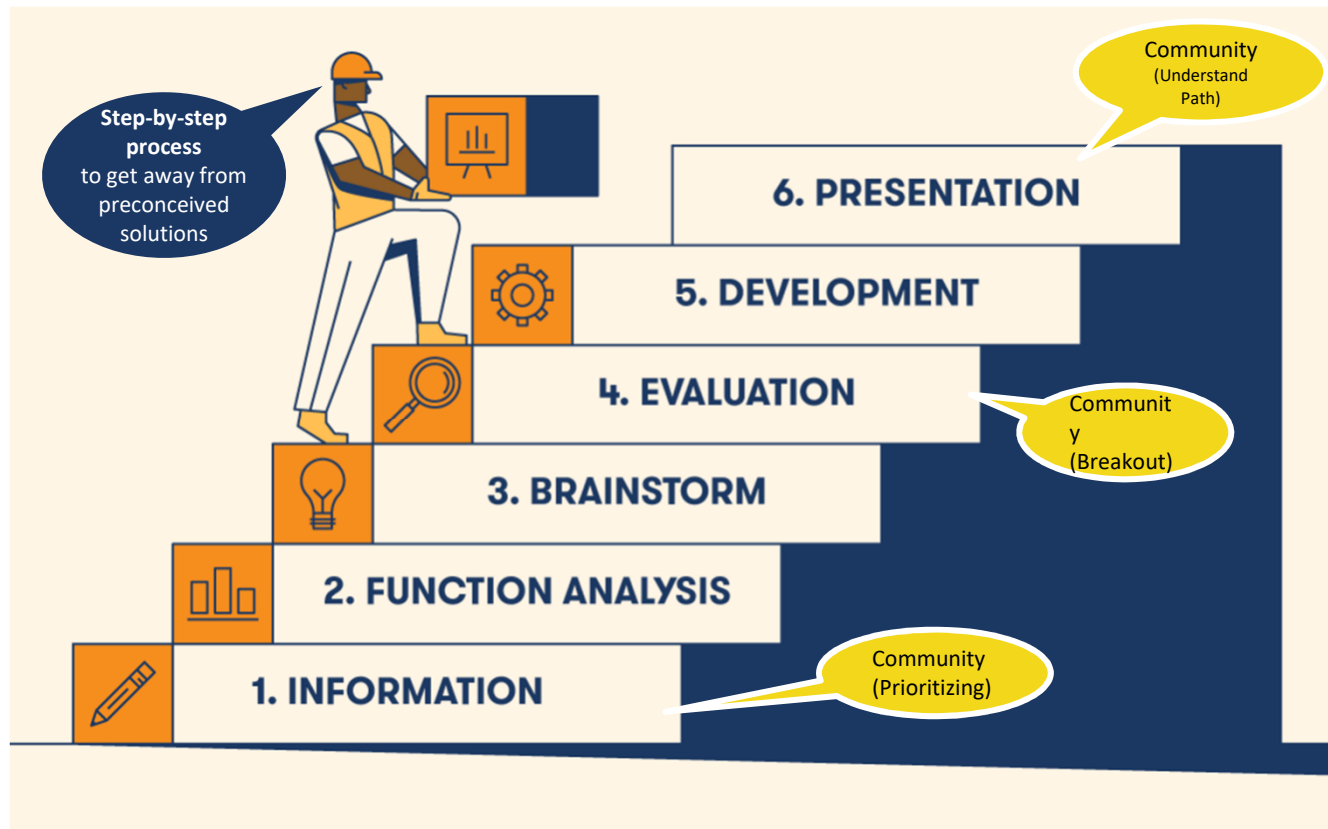 Community
(Understand
Path)
Step-by-step
process
to get away from
preconceived
solutions
6. PRESENTATION
5. DEVELOPMENT
4. EVALUATION
Communit
y
(Breakout)
3. BRAINSTORM
2. FUNCTION ANALYSIS
Community
(Prioritizing)
1. INFORMATION